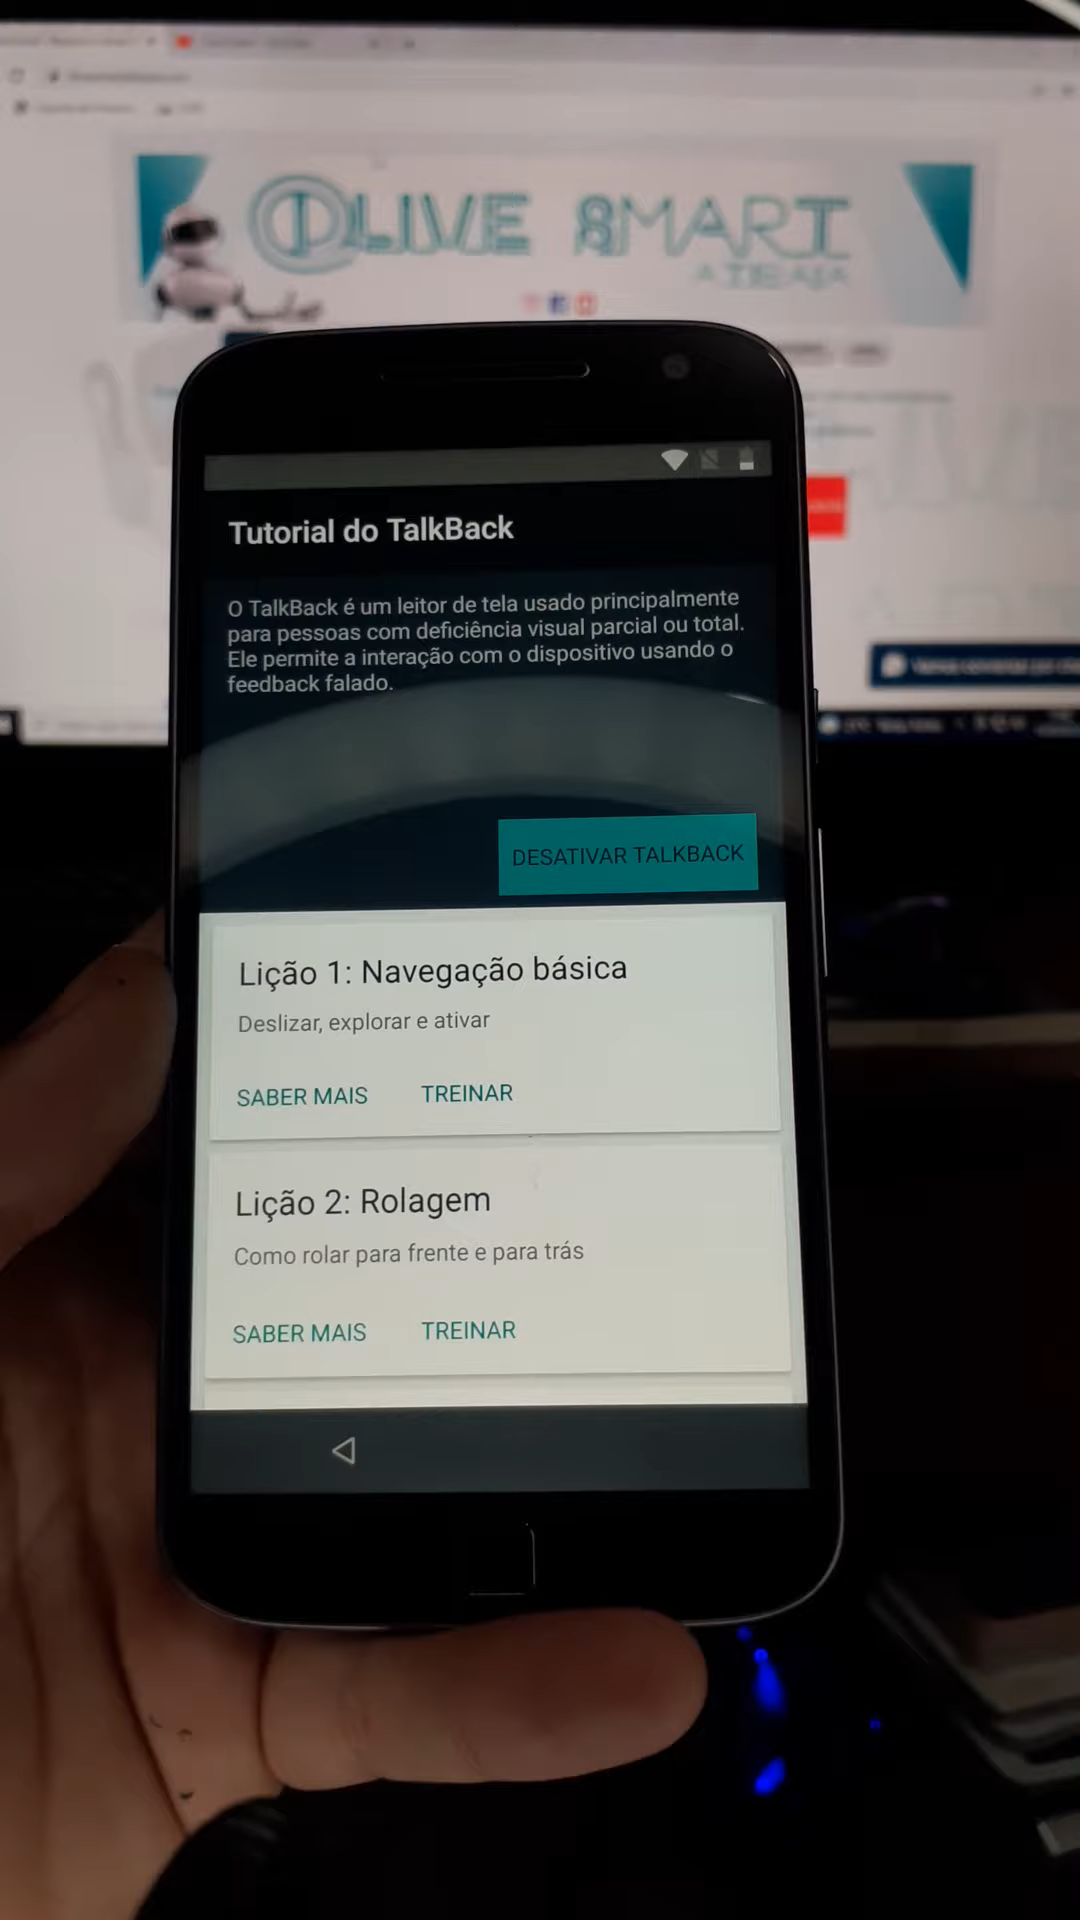 LIVE SMART
Tutorial do TalkBack
O TalkBack é um leitor de tela usado principalmente
para pessoas com deficiência visual parcial ou total.
Ele permite a interação com o dispositivo usando o
feedback falado.
DESATIVAR TALKBACK
Lição 1: Navegação básica
Deslizar, explorar e ativar
SABER MAIS TREINAR
Lição 2: Rolagem
Como rolar para frente e para trás
SABER MAIS TREINAR